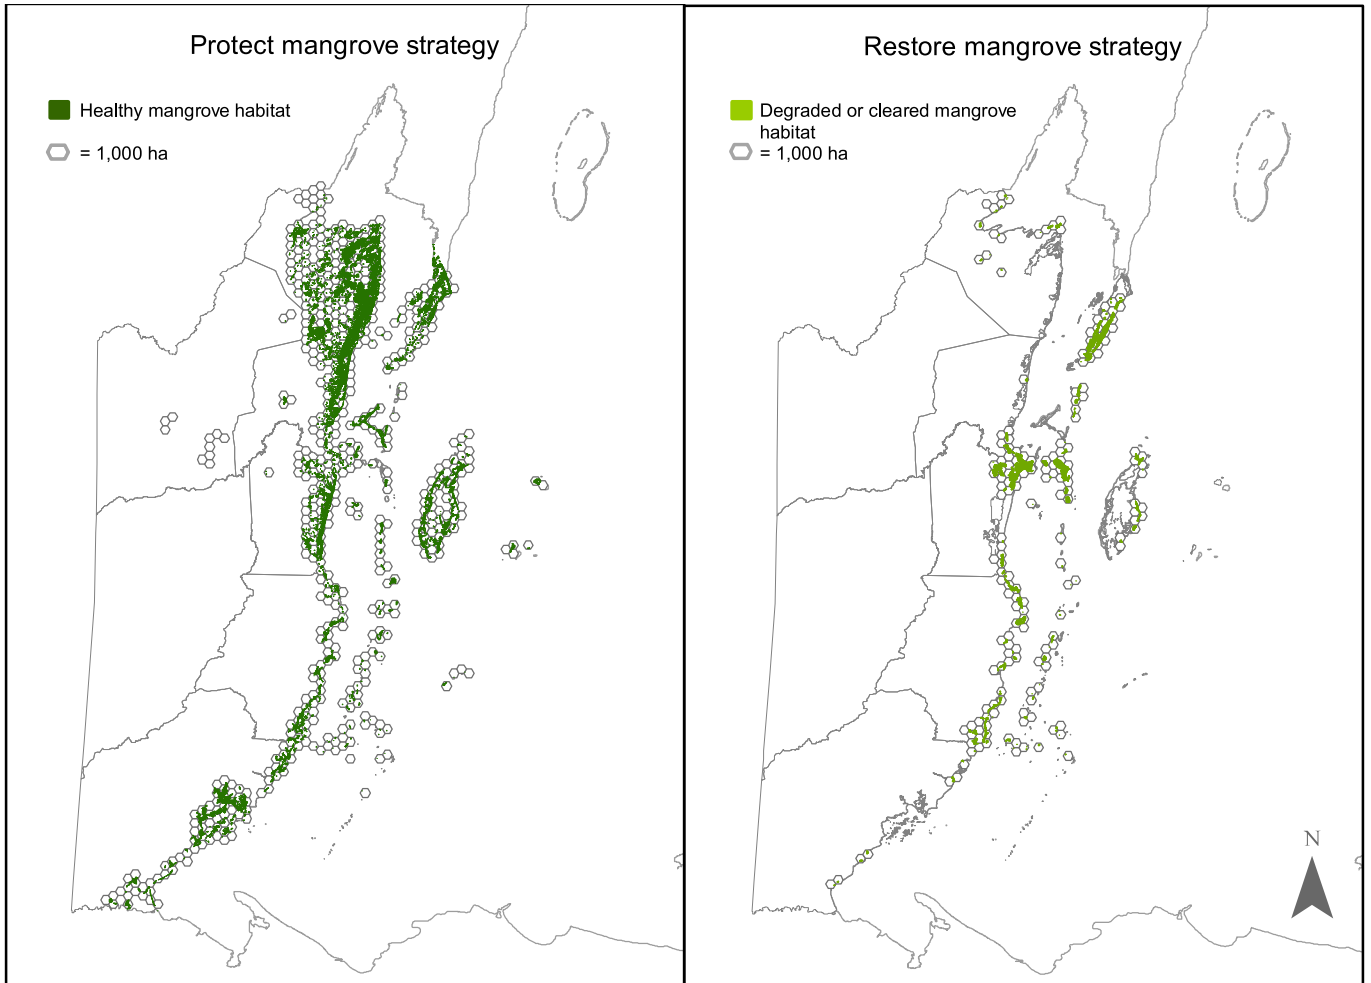 Protect mangrove strategy
Healthy mangrove habitat
= 1,000 ha
Restore mangrove strategy
Degraded or cleared mangrove
habitat
= 1,000 ha
N